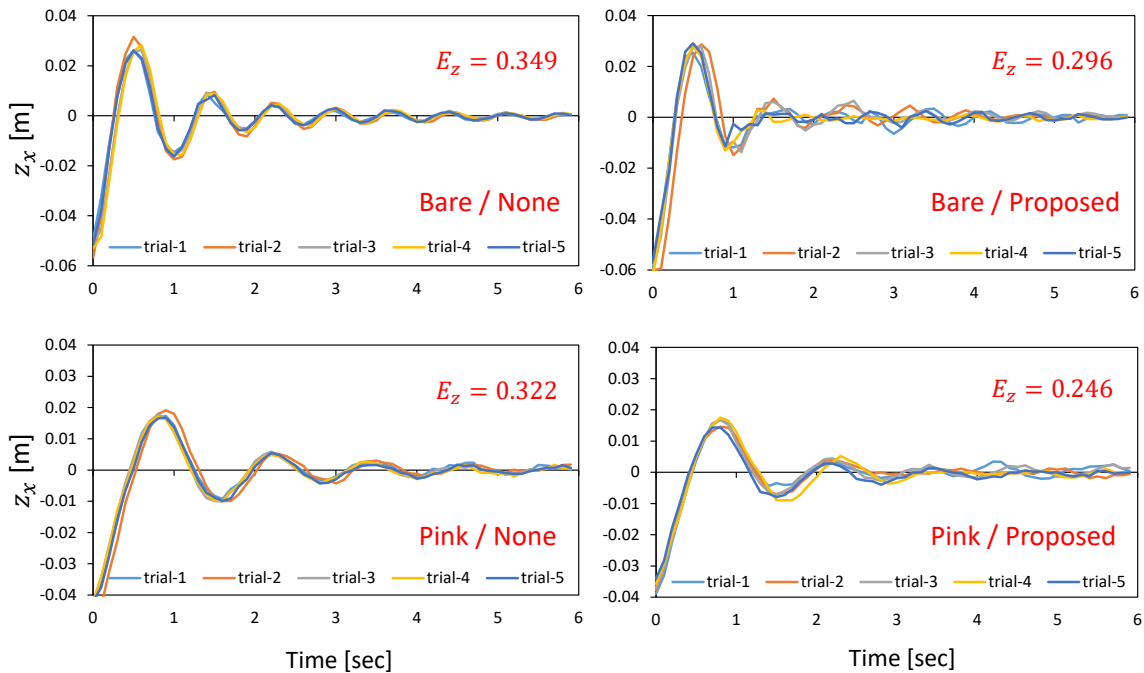 0.04
0.02
0
-0.02
-0.04
-0.06
z_x [m]
E_z = 0.349
Bare / None
trial-1 trial-2 trial-3 trial-4 trial-5
0 1 2 3 4 5 6
0.04
0.02
0
-0.02
-0.04
-0.06
E_z = 0.296
Bare / Proposed
trial-1 trial-2 trial-3 trial-4 trial-5
0 1 2 3 4 5 6
0.04
0.03
0.02
0.01
0
-0.01
-0.02
-0.03
-0.04
z_x [m]
E_z = 0.322
Pink / None
trial-1 trial-2 trial-3 trial-4 trial-5
0 1 2 3 4 5 6
Time [sec]
0.04
0.03
0.02
0.01
0
-0.01
-0.02
-0.03
-0.04
E_z = 0.246
Pink / Proposed
trial-1 trial-2 trial-3 trial-4 trial-5
0 1 2 3 4 5 6
Time [sec]